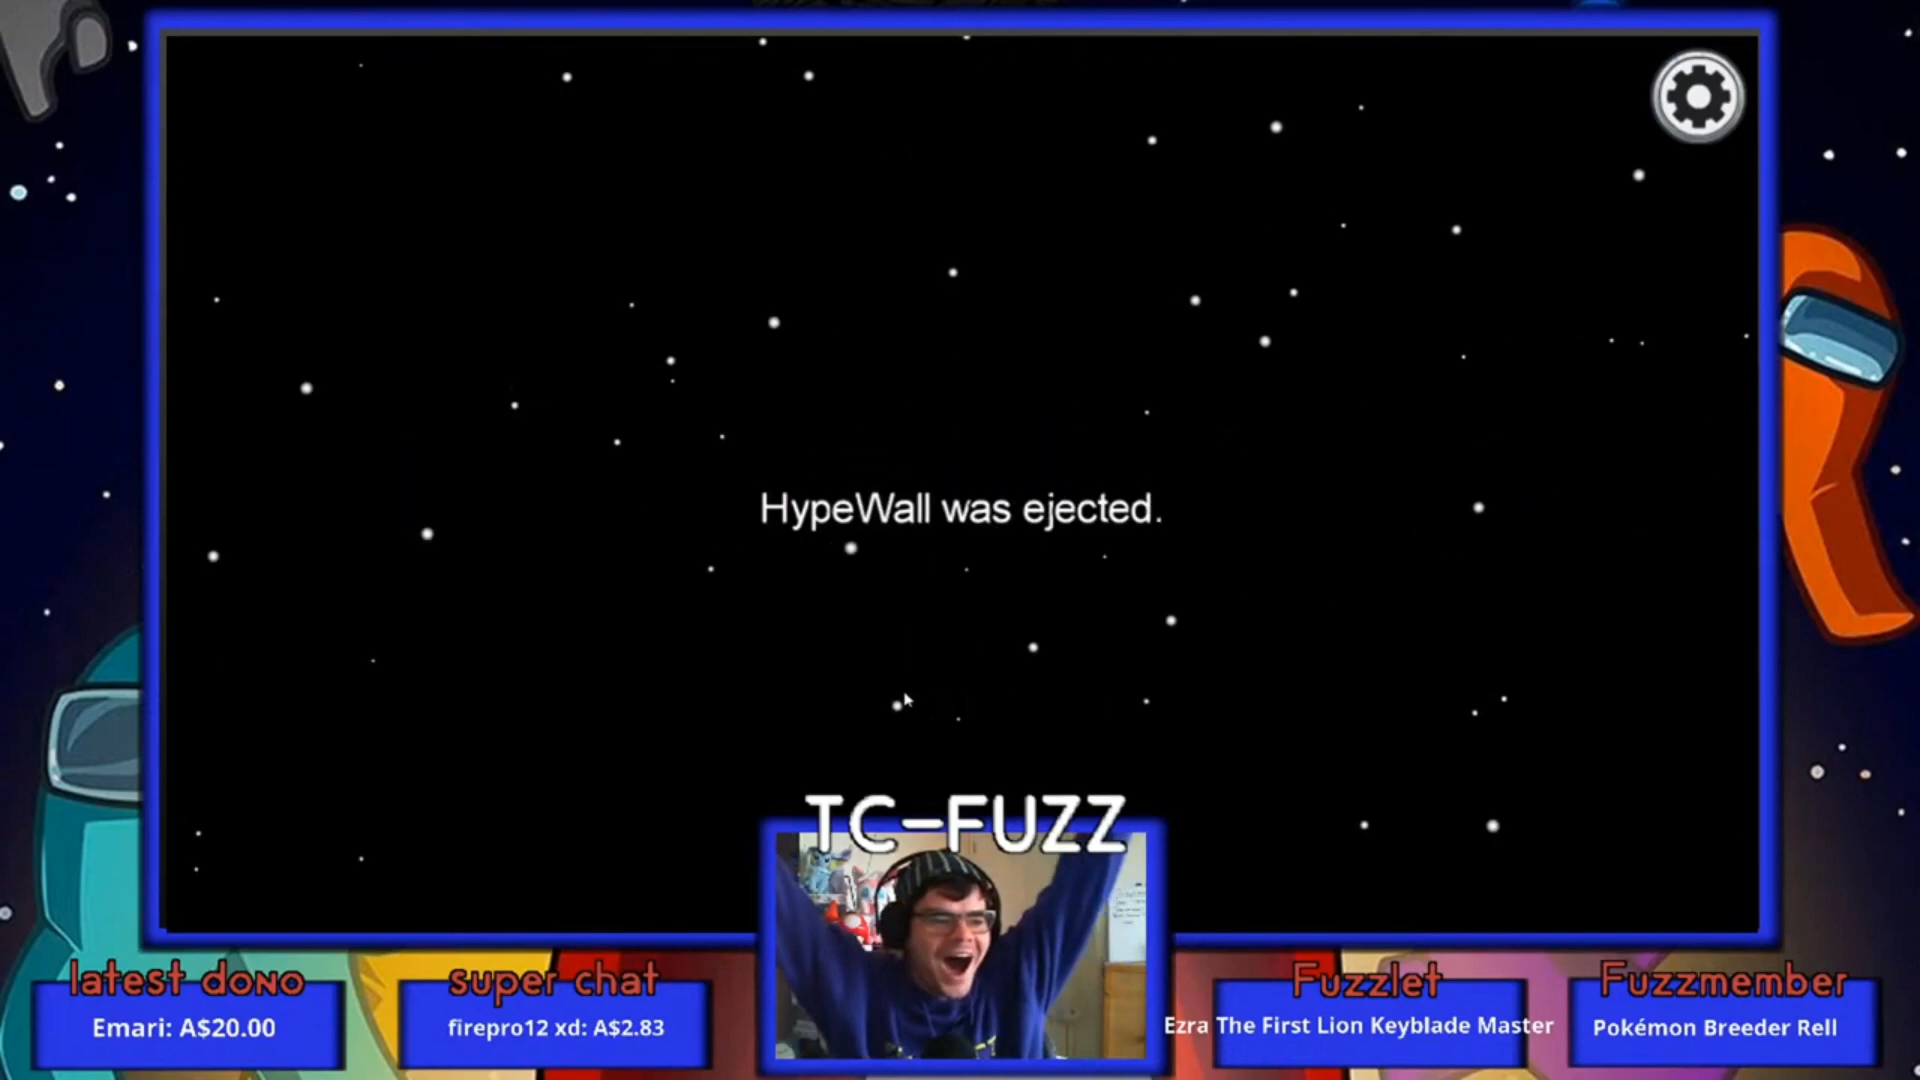 HypeWall was ejected.
TC-FUZZ
latest dono
Emari: A$20.00
super chat
firepro12 xd: A$2.83
Fuzzlet
Ezra The First Lion Keyblade Master
Fuzzmember
Pokémon Breeder Rell